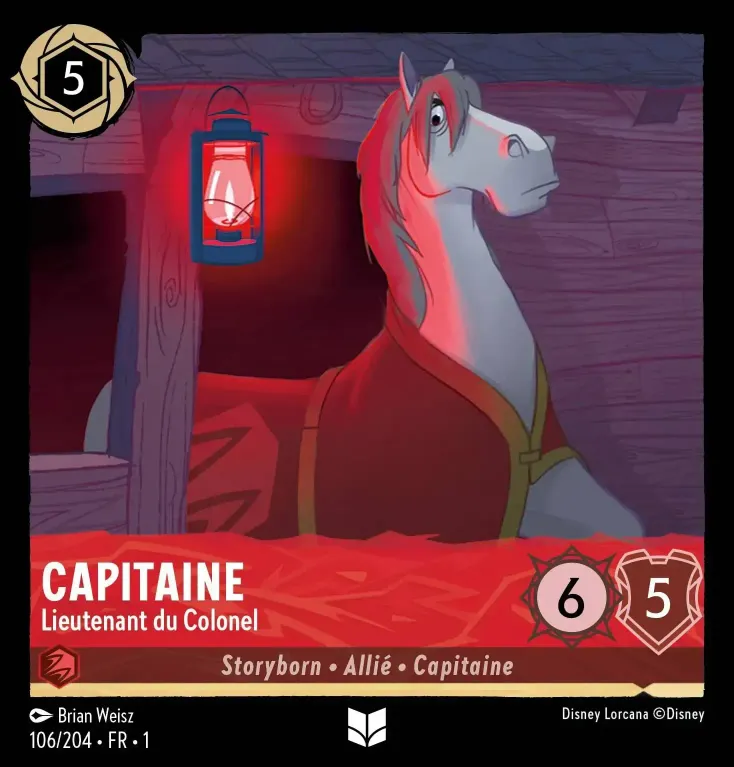 5
CAPITAINE
Lieutenant du Colonel
6
5
Storyborn • Allié • Capitaine
Brian Weisz
Disney Lorcana ©Disney
106/204 • FR • 1